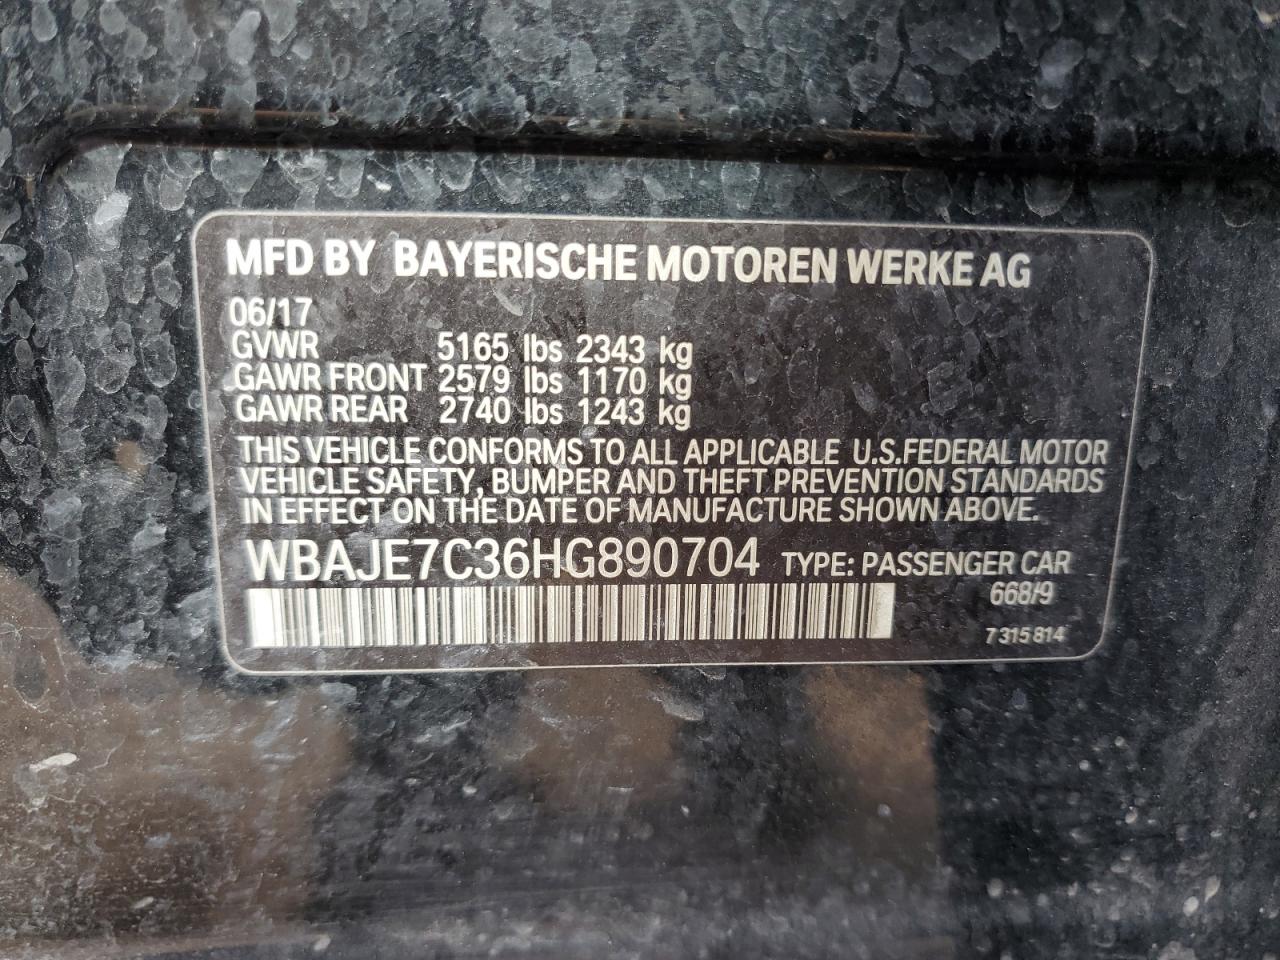 MFD BY BAYERISCHE MOTOREN WERKE AG
06/17
GVWR 5165 lbs 2343 kg
GAWR FRONT 2579 lbs 1170 kg
GAWR REAR 2740 lbs 1243 kg
THIS VEHICLE CONFORMS TO ALL APPLICABLE U.S.FEDERAL MOTOR
VEHICLE SAFETY, BUMPER AND THEFT PREVENTION STANDARDS
IN EFFECT ON THE DATE OF MANUFACTURE SHOWN ABOVE.
WBAJE7C36HG890704 TYPE: PASSENGER CAR
668/9
7 315 814